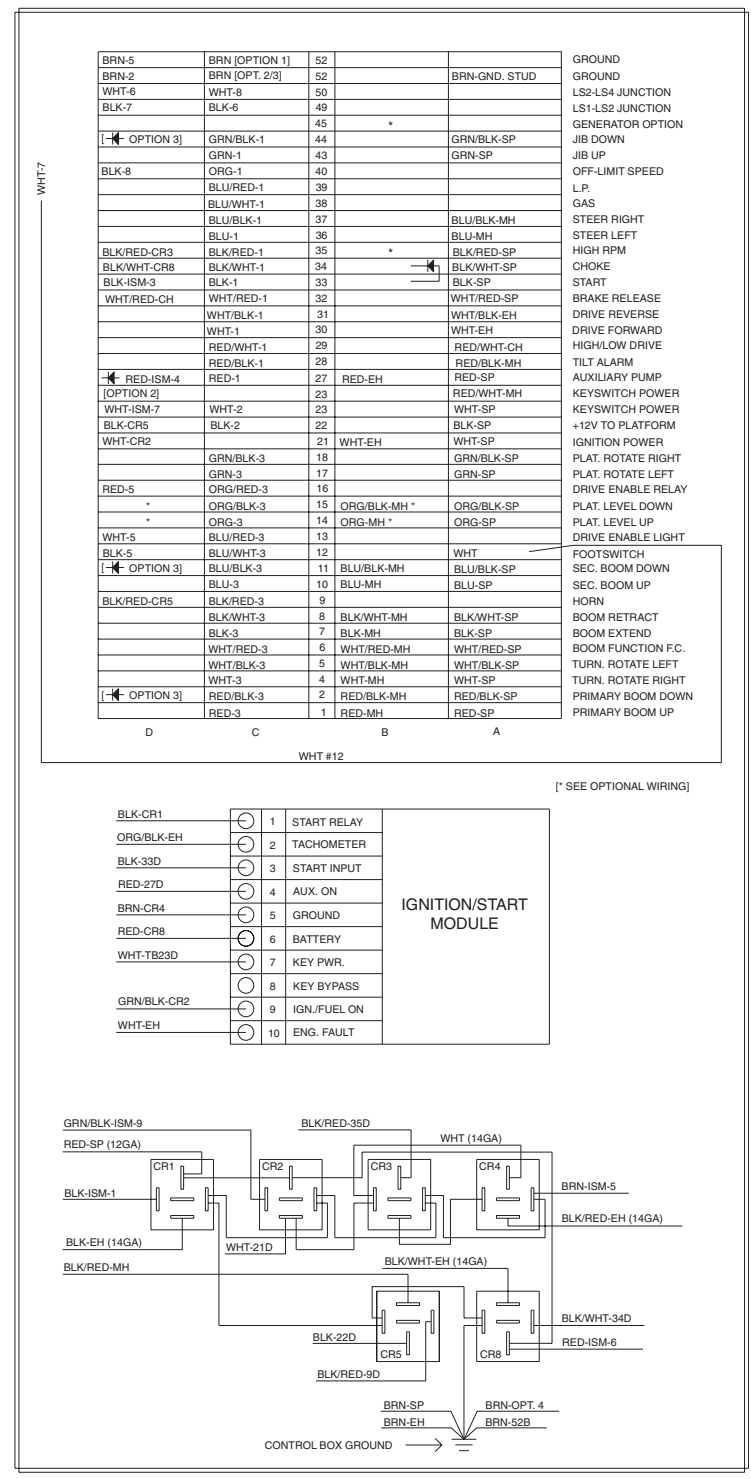 BRN-5 BRN [OPTION 1] 52 GROUND
BRN-2 BRN [OPT. 2/3] 52 BRN-GND. STUD GROUND
WHT-6 WHT-8 50 LS2-LS4 JUNCTION
BLK-7 BLK-6 49 LS1-LS2 JUNCTION
45 * GENERATOR OPTION
[ OPTION 3] GRN/BLK-1 44 GRN/BLK-SP JIB DOWN
GRN-1 43 GRN-SP JIB UP
BLK-8 ORG-1 40 OFF-LIMIT SPEED
BLU/RED-1 39 L.P.
BLU/WHT-1 38 GAS
BLU/BLK-1 37 BLU/BLK-MH STEER RIGHT
BLU-1 36 BLU-MH STEER LEFT
BLK/RED-CR3 BLK/RED-1 35 * BLK/RED-SP HIGH RPM
BLK/WHT-CR8 BLK/WHT-1 34 BLK/WHT-SP CHOKE
BLK-ISM-3 BLK-1 33 BLK-SP START
WHT/RED-CH WHT/RED-1 32 WHT/RED-SP BRAKE RELEASE
WHT/BLK-1 31 WHT/BLK-EH DRIVE REVERSE
WHT-1 30 WHT-EH DRIVE FORWARD
RED/WHT-1 29 RED/WHT-CH HIGH/LOW DRIVE
RED/BLK-1 28 RED/BLK-MH TILT ALARM
RED-ISM-4 RED-1 27 RED-EH RED-SP AUXILIARY PUMP
[OPTION 2] 23 RED/WHT-MH KEYSWITCH POWER
WHT-ISM-7 WHT-2 23 WHT-SP KEYSWITCH POWER
BLK-CR5 BLK-2 22 BLK-SP +12V TO PLATFORM
WHT-CR2 21 WHT-EH WHT-SP IGNITION POWER
GRN/BLK-3 18 GRN/BLK-SP PLAT. ROTATE RIGHT
GRN-3 17 GRN-SP PLAT. ROTATE LEFT
RED-5 ORG/RED-3 16 DRIVE ENABLE RELAY
* ORG/BLK-3 15 ORG/BLK-MH * ORG/BLK-SP PLAT. LEVEL DOWN
* ORG-3 14 ORG-MH * ORG-SP PLAT. LEVEL UP
WHT-5 BLU/RED-3 13 DRIVE ENABLE LIGHT
BLK-5 BLU/WHT-3 12 WHT FOOTSWITCH
[ OPTION 3] BLU/BLK-3 11 BLU/BLK-MH BLU/BLK-SP SEC. BOOM DOWN
BLU-3 10 BLU-MH BLU-SP SEC. BOOM UP
BLK/RED-CR5 BLK/RED-3 9 HORN
BLK/WHT-3 8 BLK/WHT-MH BLK/WHT-SP BOOM RETRACT
BLK-3 7 BLK-MH BLK-SP BOOM EXTEND
WHT/RED-3 6 WHT/RED-MH WHT/RED-SP BOOM FUNCTION F.C.
WHT/BLK-3 5 WHT/BLK-MH WHT/BLK-SP TURN. ROTATE LEFT
WHT-3 4 WHT-MH WHT-SP TURN. ROTATE RIGHT
[ OPTION 3] RED/BLK-3 2 RED/BLK-MH RED/BLK-SP PRIMARY BOOM DOWN
RED-3 1 RED-MH RED-SP PRIMARY BOOM UP
D C B A
WHT-7
WHT #12
[* SEE OPTIONAL WIRING]
BLK-CR1 1 START RELAY
ORG/BLK-EH 2 TACHOMETER
BLK-33D 3 START INPUT
RED-27D 4 AUX. ON
BRN-CR4 5 GROUND
RED-CR8 6 BATTERY
WHT-TB23D 7 KEY PWR.
8 KEY BYPASS
GRN/BLK-CR2 9 IGN./FUEL ON
WHT-EH 10 ENG. FAULT
IGNITION/START
MODULE
GRN/BLK-ISM-9 BLK/RED-35D
RED-SP (12GA) WHT (14GA)
CR1 CR2 CR3 CR4
BLK-ISM-1 BRN-ISM-5
BLK/RED-EH (14GA)
BLK-EH (14GA) WHT-21D
BLK/RED-MH BLK/WHT-EH (14GA)
BLK/WHT-34D
BLK-22D RED-ISM-6
CR5 CR8
BLK/RED-9D
BRN-SP BRN-OPT. 4
BRN-EH BRN-52B
CONTROL BOX GROUND